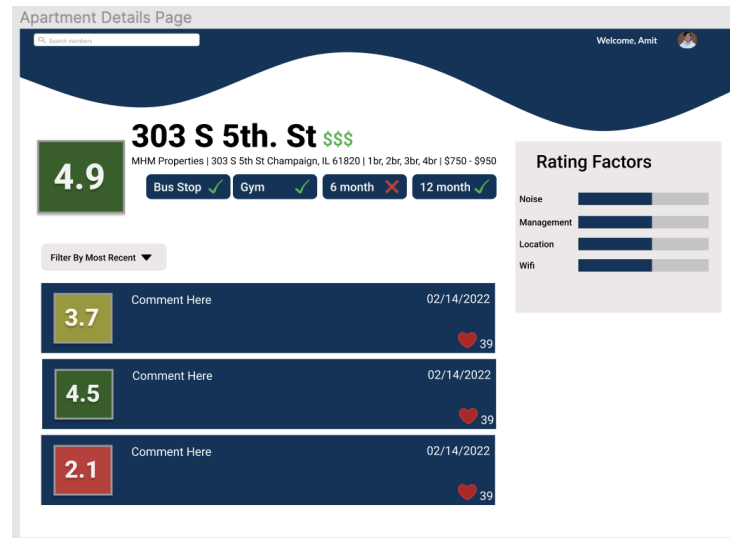 Apartment Details Page
Search members
Welcome, Amit
303 S 5th. St $$$
4.9
MHM Properties | 303 S 5th St Champaign, IL 61820 | 1br, 2br, 3br, 4br | $750 - $950
Bus Stop
Gym
6 month
12 month
Rating Factors
Noise
Management
Location
Wifi
Filter By Most Recent
Comment Here
02/14/2022
3.7
39
Comment Here
02/14/2022
4.5
39
Comment Here
02/14/2022
2.1
39